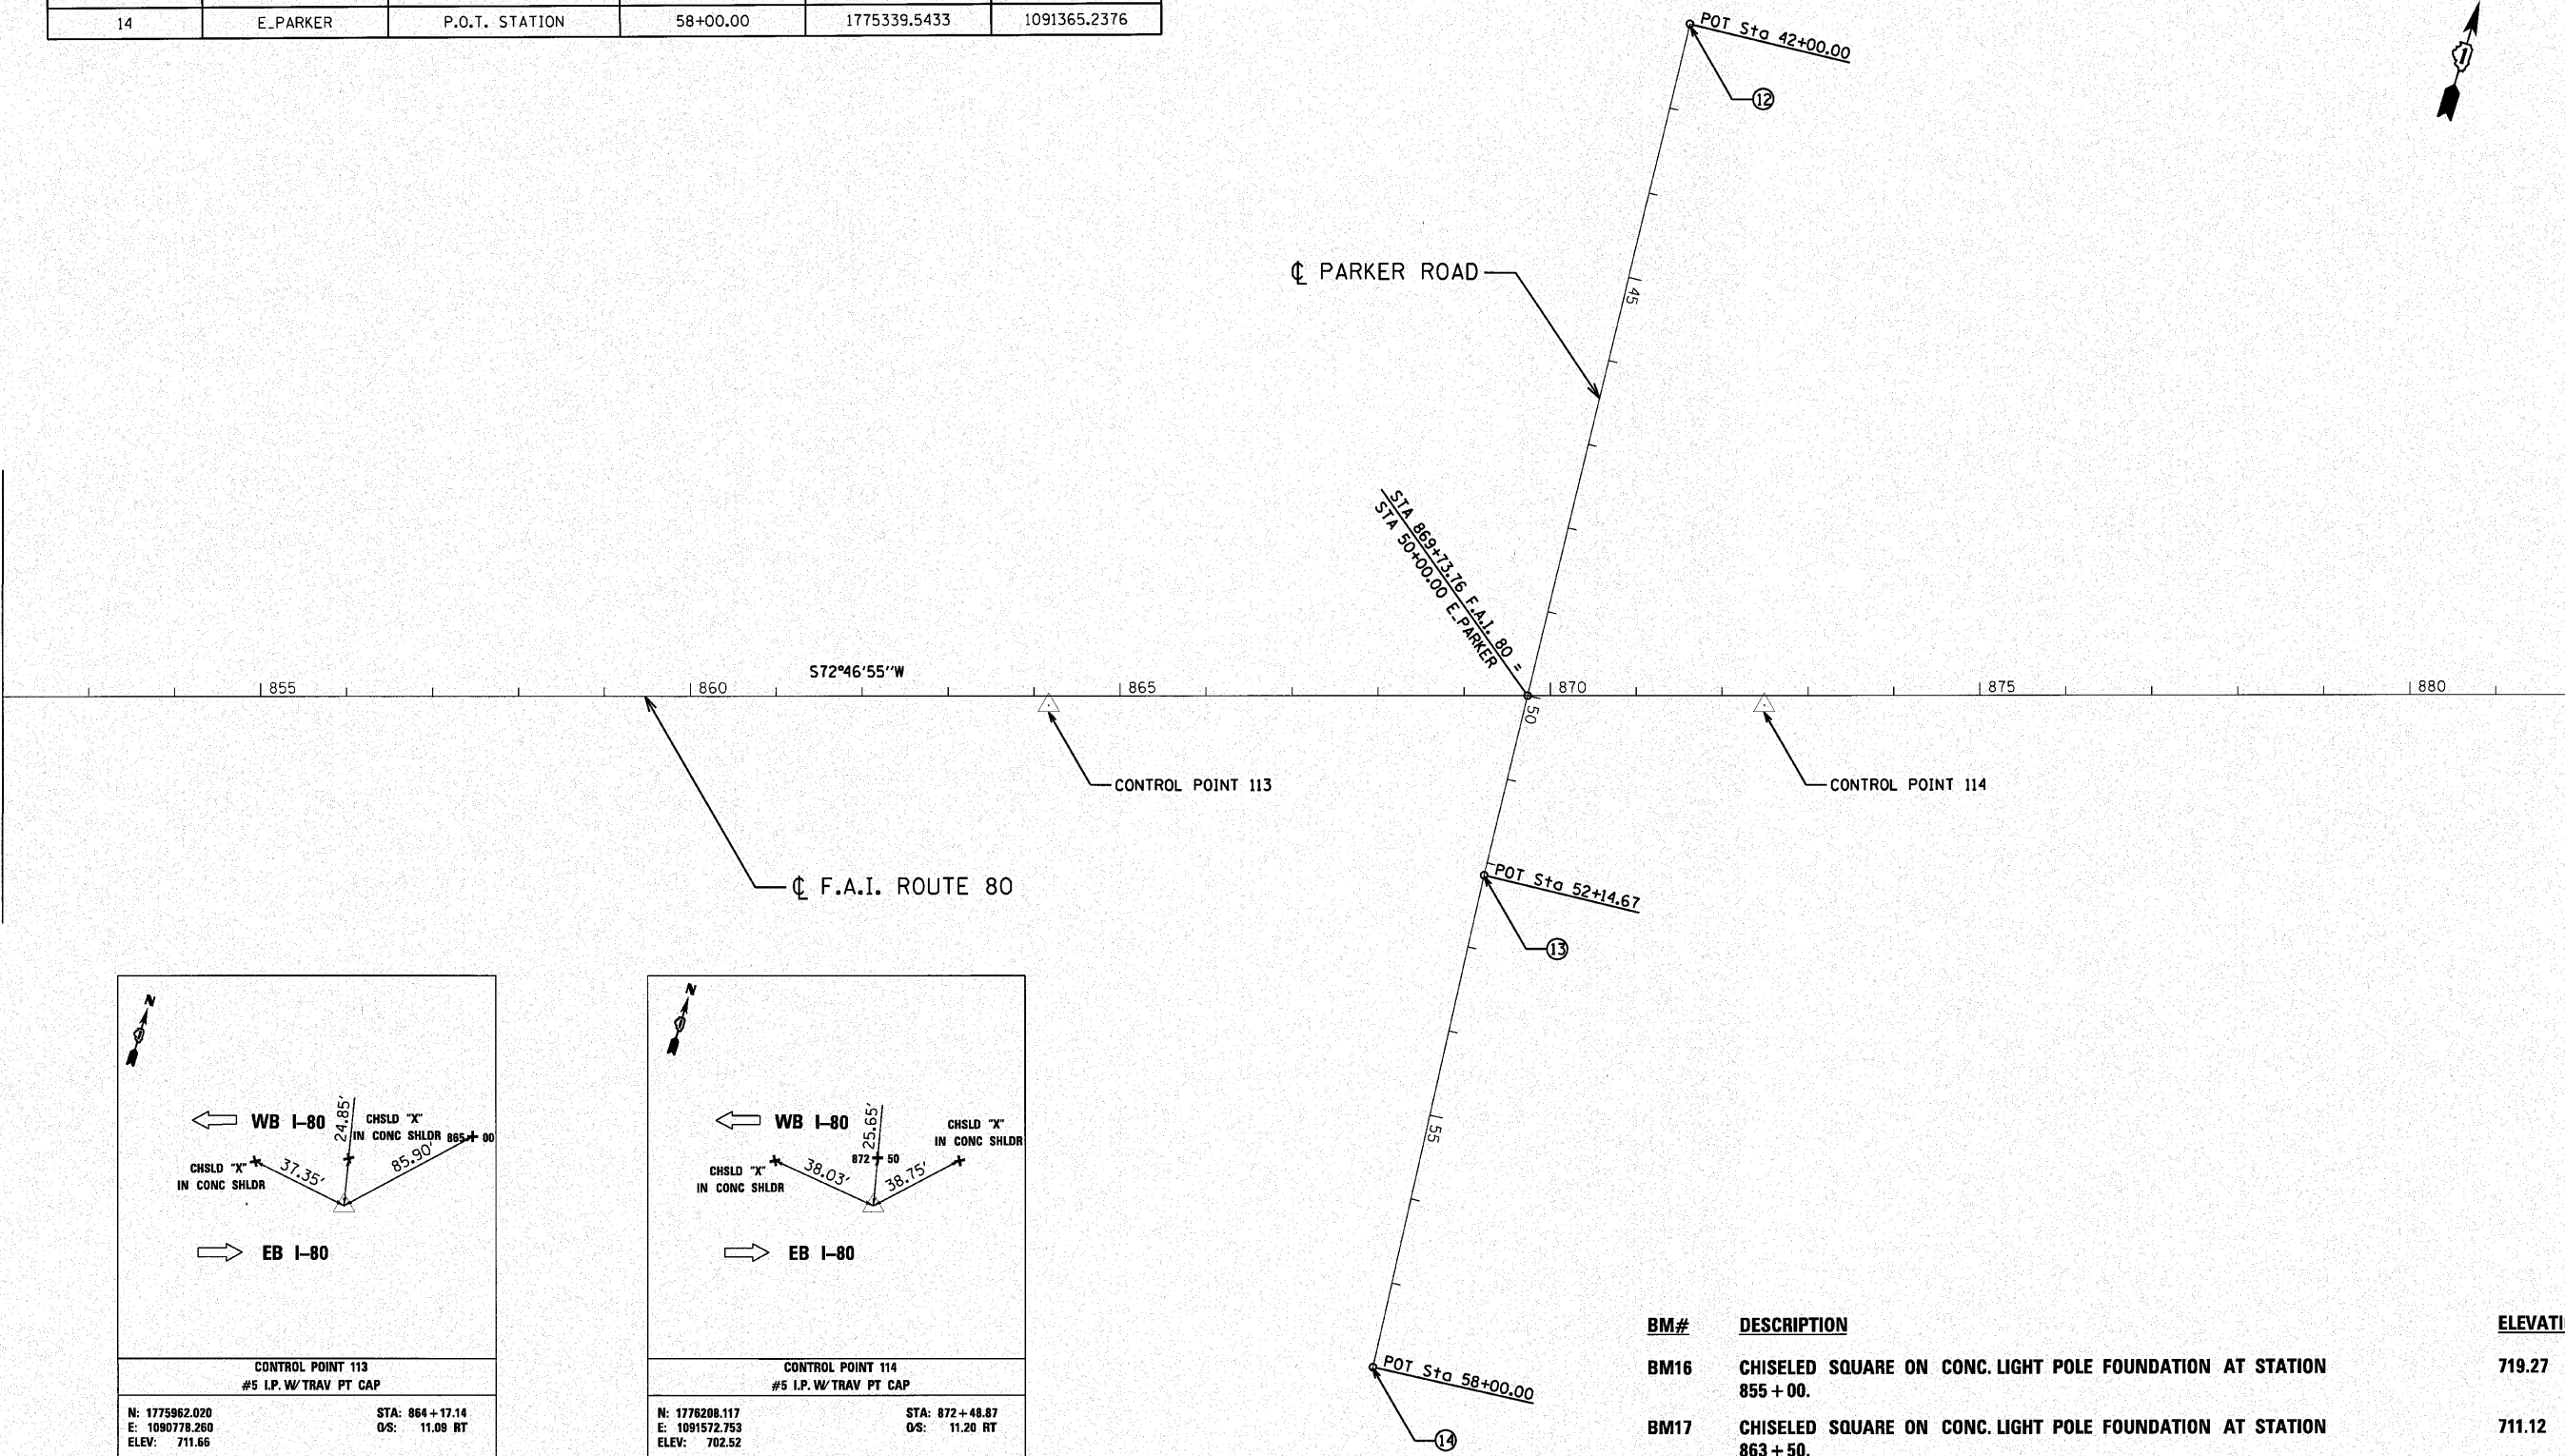 14 E_PARKER P.O.T. STATION 58+00.00 1775339.5433 1091365.2376
POT Sta 42+00.00
12
℄ PARKER ROAD
45
STA 869+73.76 F.A.I. 80 =
STA 50+00.00 E_PARKER
S72°46'55"W
855 860 865 870 875 880
50
CONTROL POINT 113
CONTROL POINT 114
℄ F.A.I. ROUTE 80
POT Sta 52+14.67
13
55
POT Sta 58+00.00
14
N
WB I-80
24.85'
CHSLD "X"
IN CONC SHLDR
865+00
CHSLD "X"
IN CONC SHLDR
37.35'
85.90'
EB I-80
CONTROL POINT 113
#5 I.P. W/TRAV PT CAP
N: 1775962.020 STA: 864+17.14
E: 1090778.260 O/S: 11.09 RT
ELEV: 711.66
N
WB I-80
25.65'
CHSLD "X"
IN CONC SHLDR
872+50
CHSLD "X"
IN CONC SHLDR
38.03'
38.75'
EB I-80
CONTROL POINT 114
#5 I.P. W/TRAV PT CAP
N: 1776208.117 STA: 872+48.87
E: 1091572.753 O/S: 11.20 RT
ELEV: 702.52
BM# DESCRIPTION ELEVATI
BM16 CHISELED SQUARE ON CONC. LIGHT POLE FOUNDATION AT STATION 719.27
855+00.
BM17 CHISELED SQUARE ON CONC. LIGHT POLE FOUNDATION AT STATION 711.12
863+50.